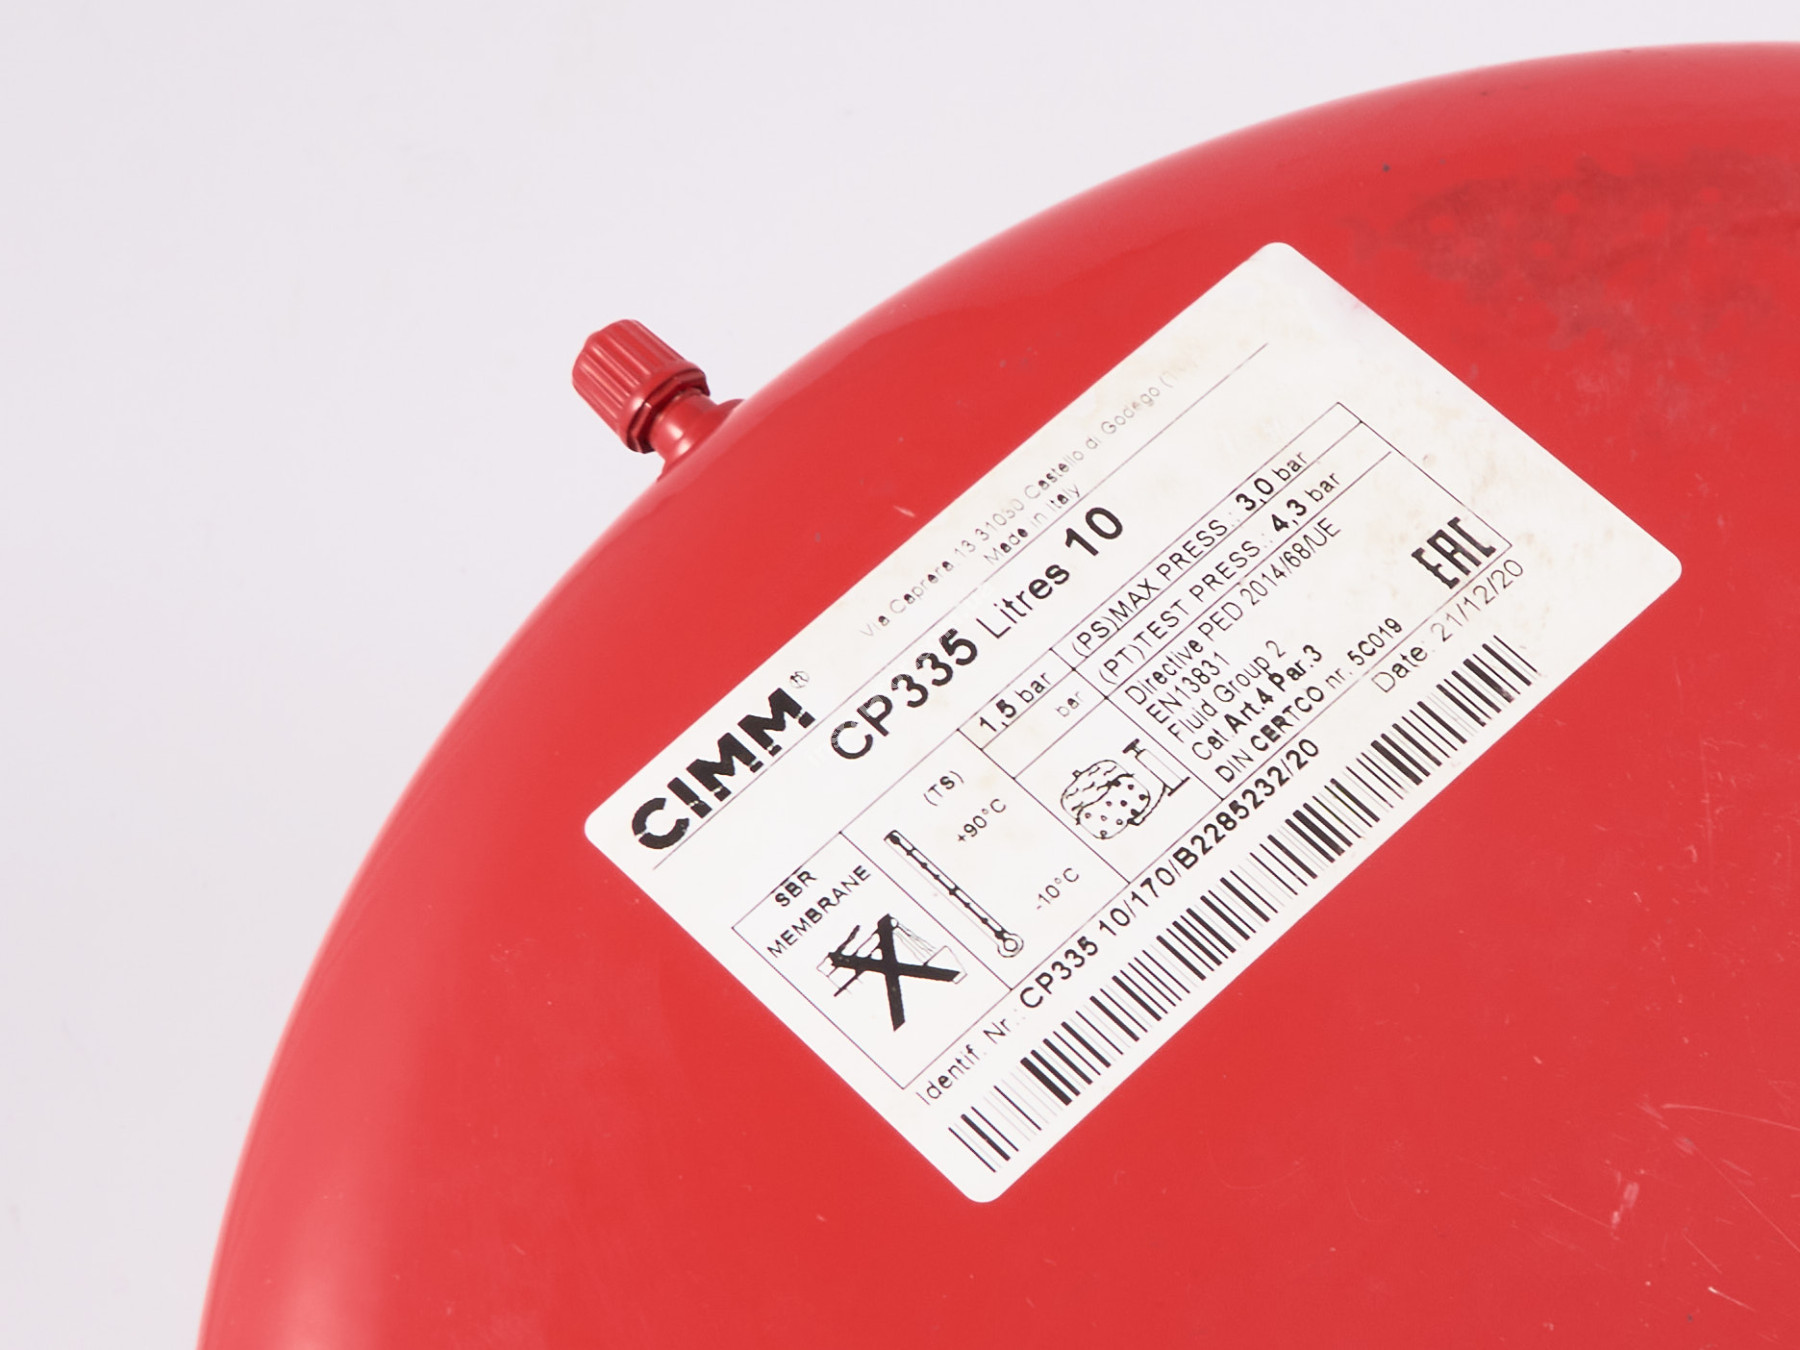 Via Caprera 13 31030 Castello di Godego (T
Made in Italy
CIMM®
CP335 Litres 10
1,5 bar
(PS)MAX PRESS.: 3,0 bar
bar
(PT)TEST PRESS.: 4,3 bar
SBR
MEMBRANE
(TS)
+90°C
-10°C
Directive PED 2014/68/UE
EN13831
Fluid Group 2
Cat Art.4 Par.3
DIN CERTCO nr. 5C019
EAC
Date: 21/12/20
Identif. Nr.: CP335 10/170/B2285232/20